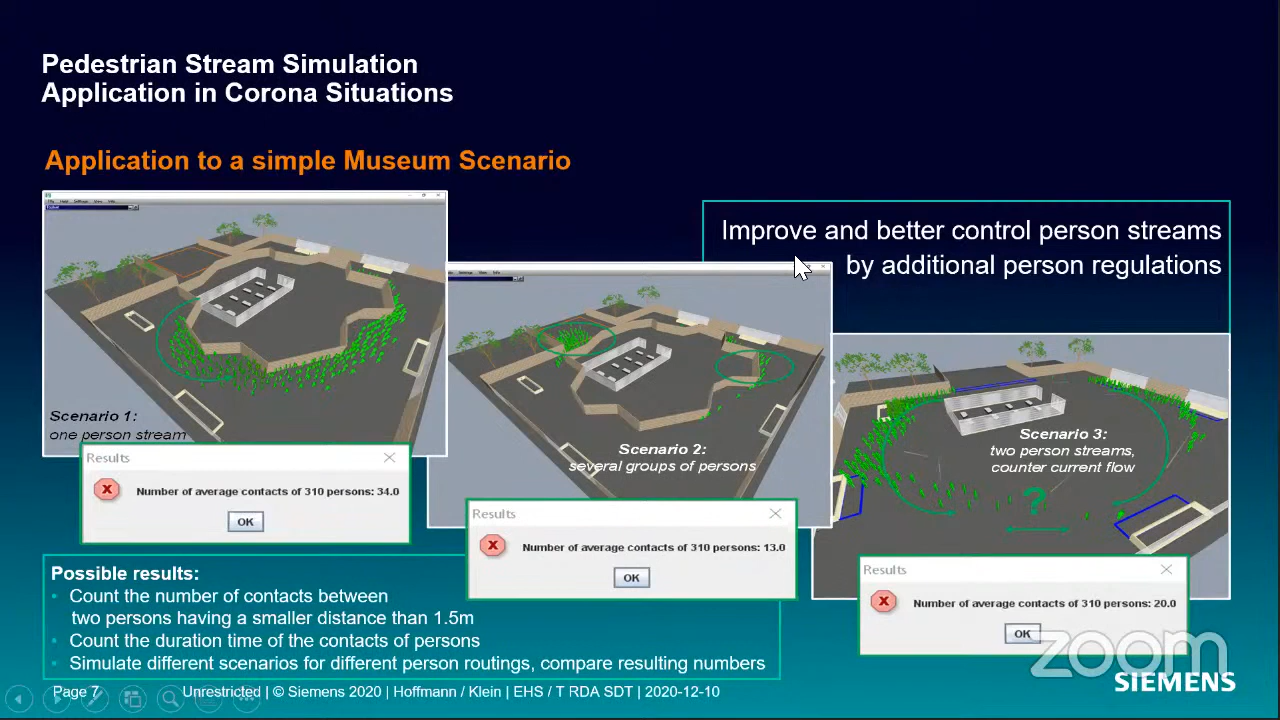 Pedestrian Stream Simulation
Application in Corona Situations
Application to a simple Museum Scenario
Improve and better control person streams
by additional person regulations
Scenario 1:
one person stream
Scenario 2:
several groups of persons
Scenario 3:
two person streams,
counter current flow
?
Results
Number of average contacts of 310 persons: 34.0
OK
Results
Number of average contacts of 310 persons: 13.0
OK
Results
Number of average contacts of 310 persons: 20.0
OK
Possible results:
• Count the number of contacts between
two persons having a smaller distance than 1.5m
• Count the duration time of the contacts of persons
• Simulate different scenarios for different person routings, compare resulting numbers
zoom
Page 7 Unrestricted | © Siemens 2020 | Hoffmann / Klein | EHS / T RDA SDT | 2020-12-10
SIEMENS